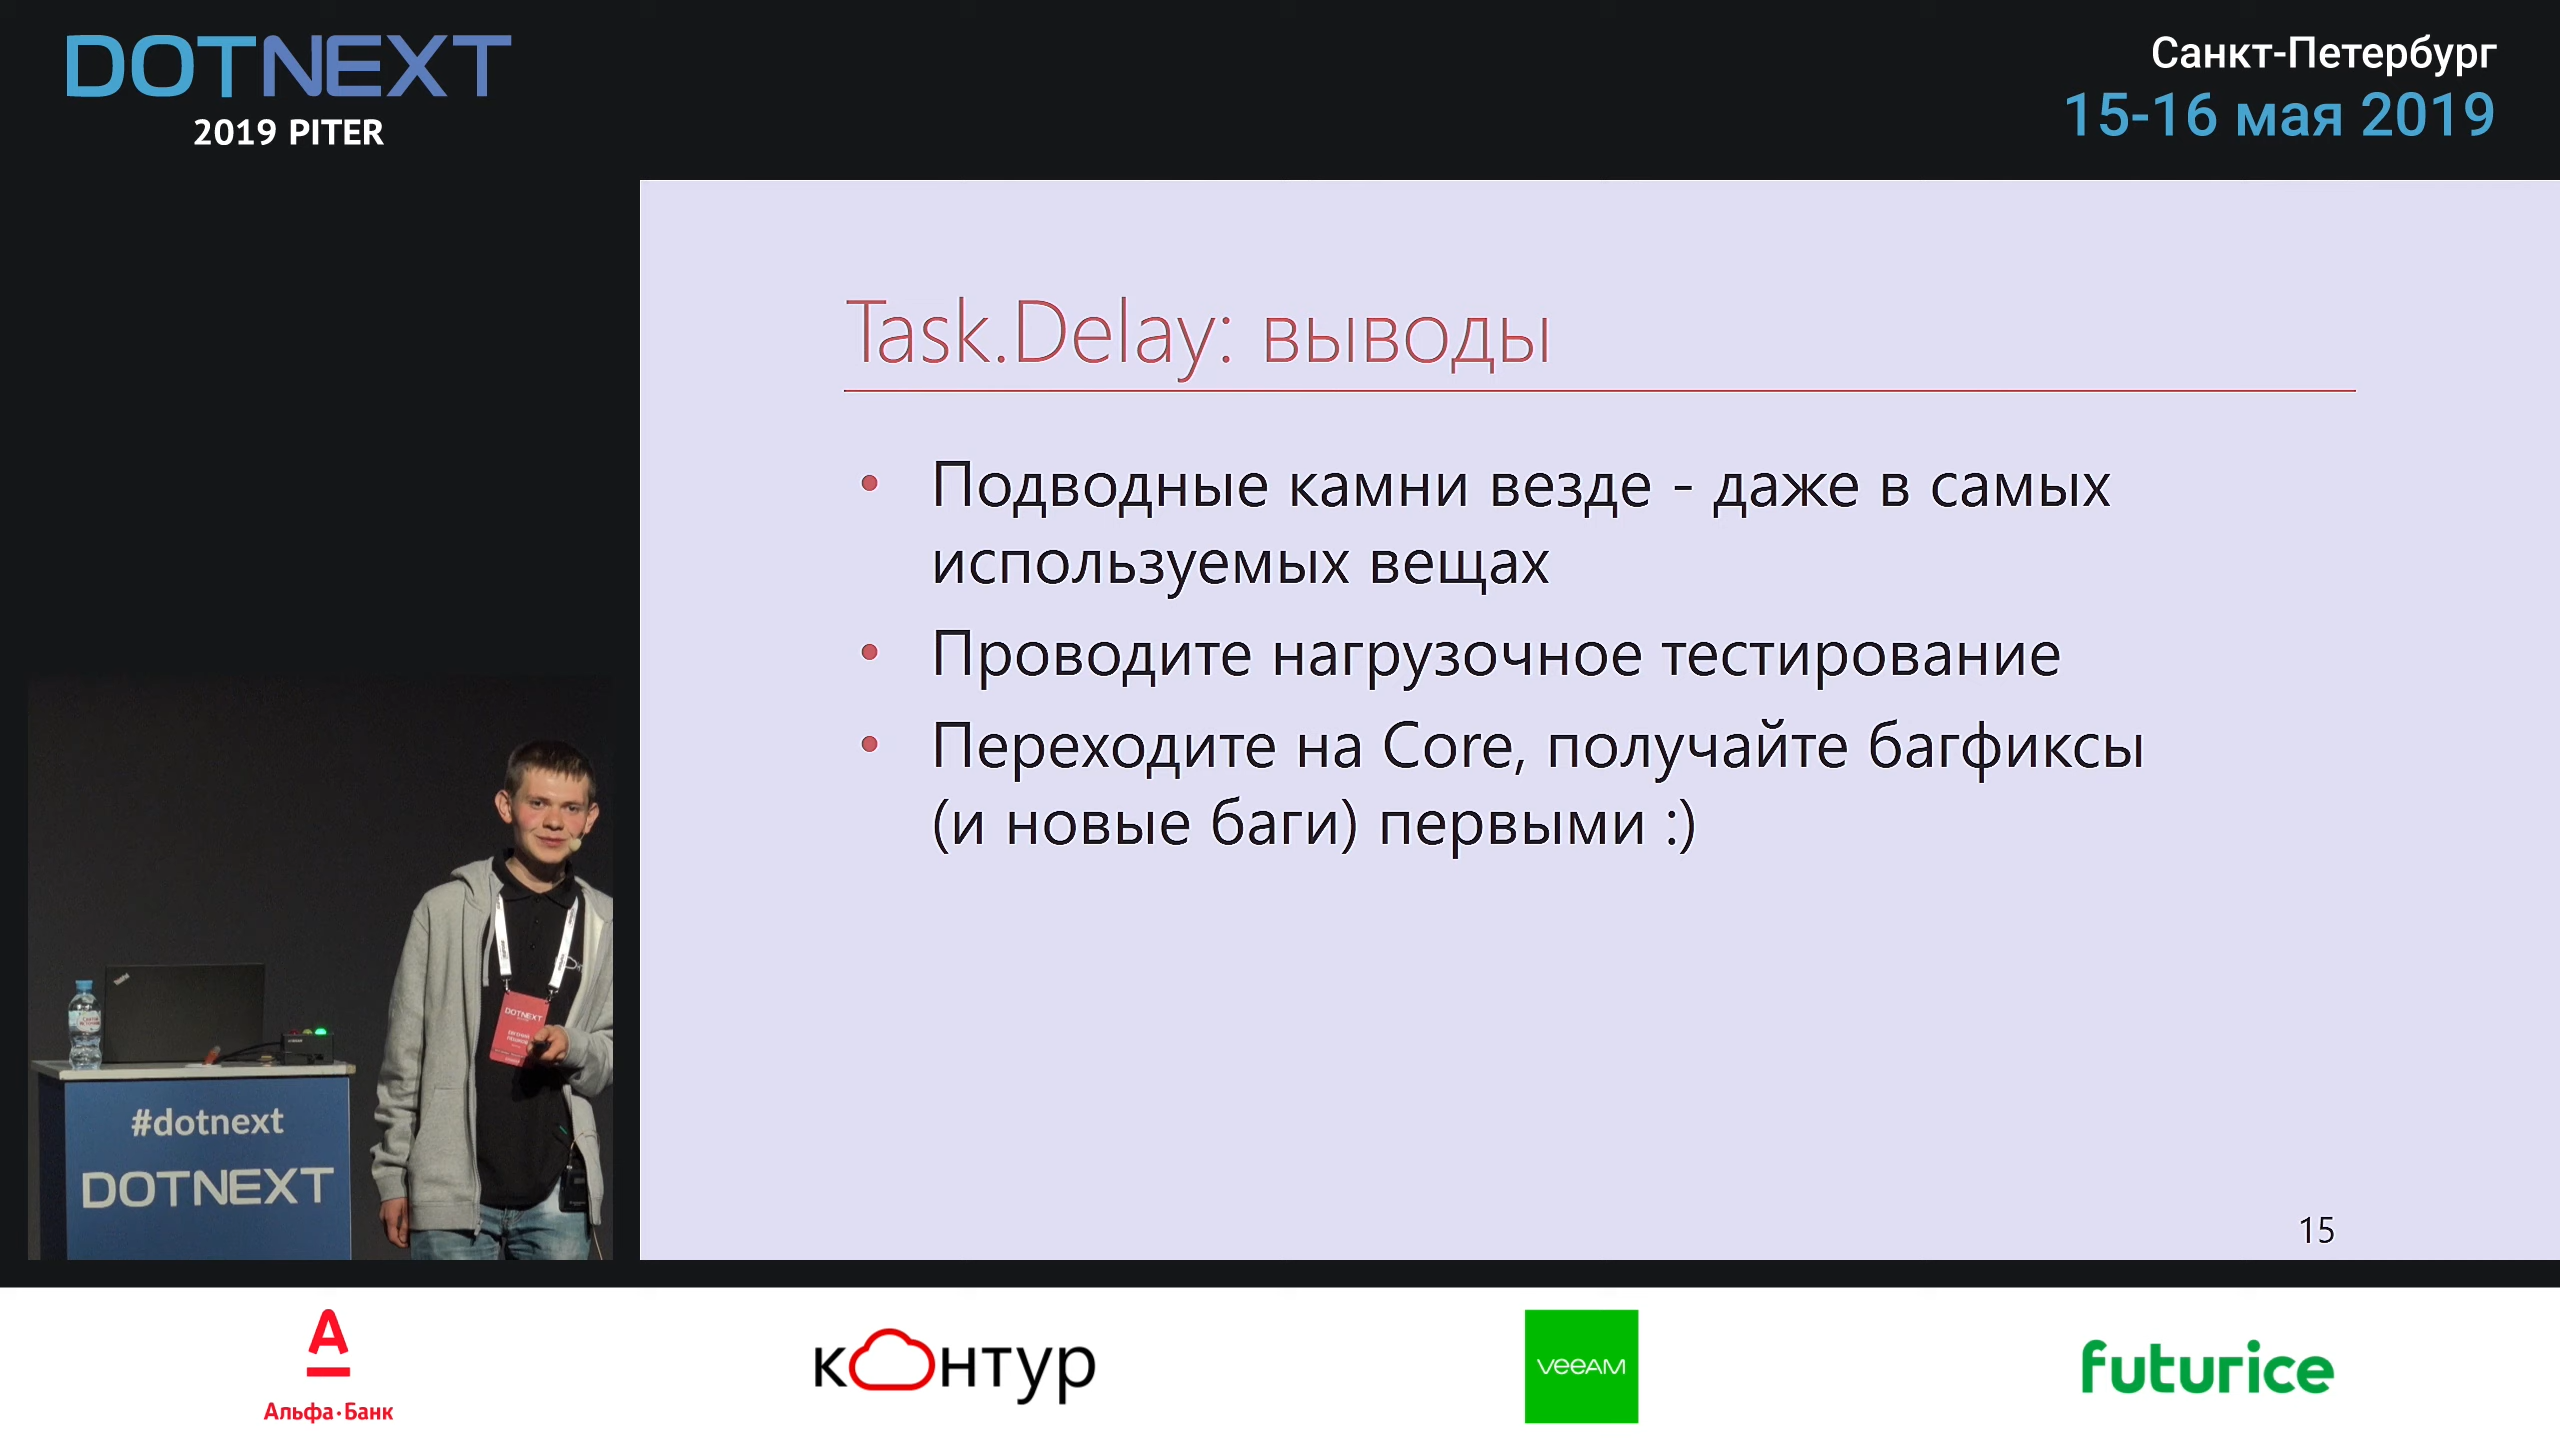 DOTNEXT
2019 PITER
Санкт-Петербург
15-16 мая 2019
Task.Delay: выводы
• Подводные камни везде - даже в самых
используемых вещах
• Проводите нагрузочное тестирование
• Переходите на Core, получайте багфиксы
(и новые баги) первыми :)
15
DOTNEXT
#dotnext
DOTNEXT
Альфа·Банк
контур
veeAM
futurice